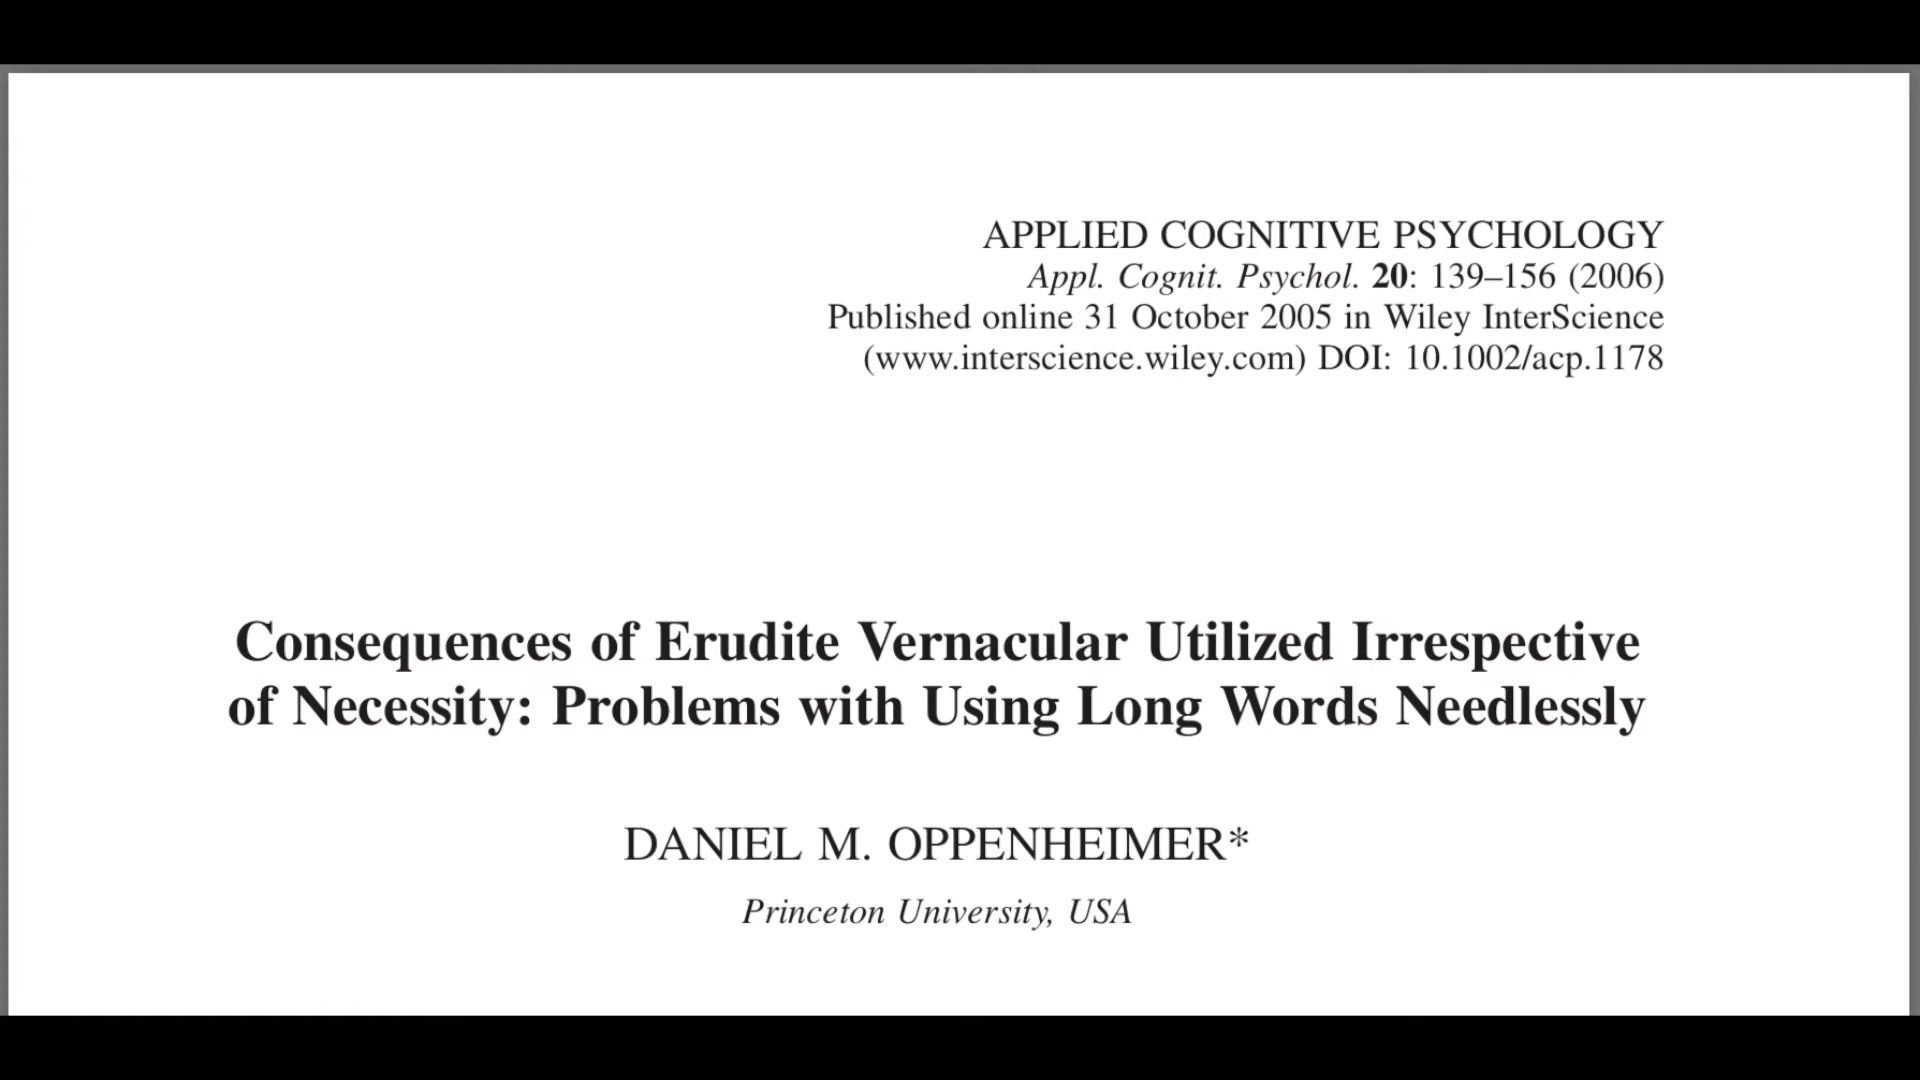 APPLIED COGNITIVE PSYCHOLOGY
Appl. Cognit. Psychol. 20: 139–156 (2006)
Published online 31 October 2005 in Wiley InterScience
(www.interscience.wiley.com) DOI: 10.1002/acp.1178
Consequences of Erudite Vernacular Utilized Irrespective
of Necessity: Problems with Using Long Words Needlessly
DANIEL M. OPPENHEIMER*
Princeton University, USA